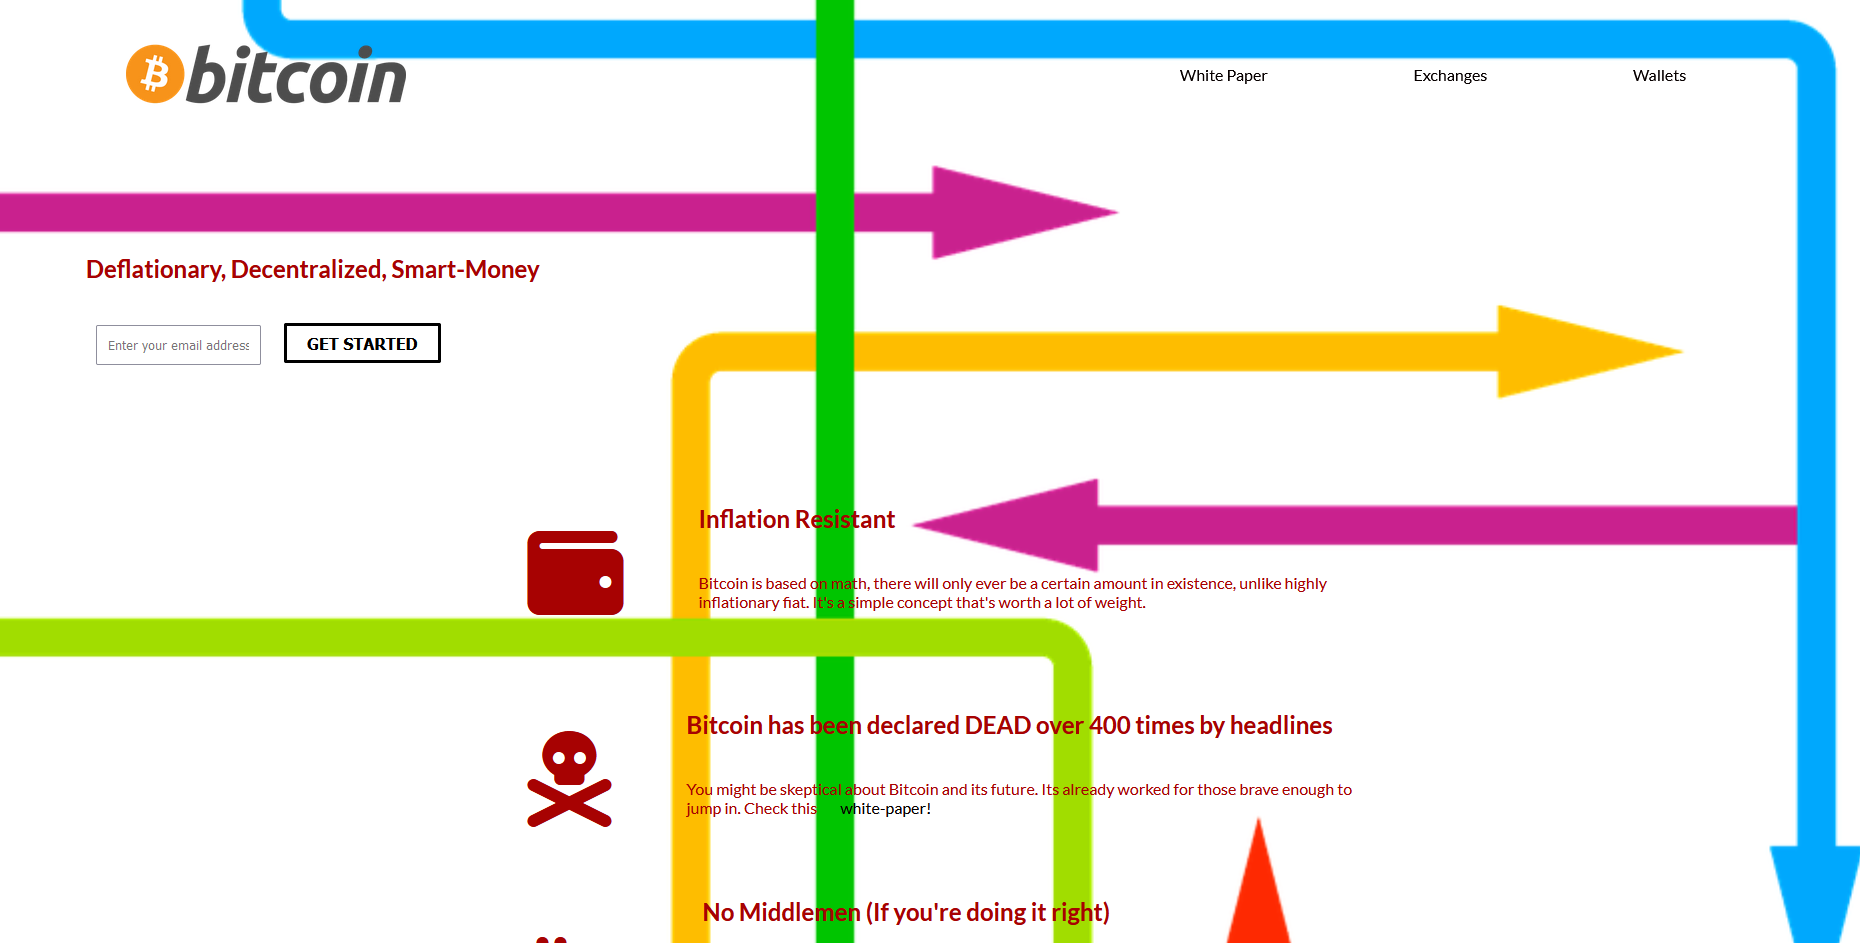 bitcoin
White Paper Exchanges Wallets
Deflationary, Decentralized, Smart-Money
Enter your email address
GET STARTED
Inflation Resistant
Bitcoin is based on math, there will only ever be a certain amount in existence, unlike highly
inflationary fiat. It's a simple concept that's worth a lot of weight.
Bitcoin has been declared DEAD over 400 times by headlines
You might be skeptical about Bitcoin and its future. Its already worked for those brave enough to
jump in. Check this white-paper!
No Middlemen (If you're doing it right)